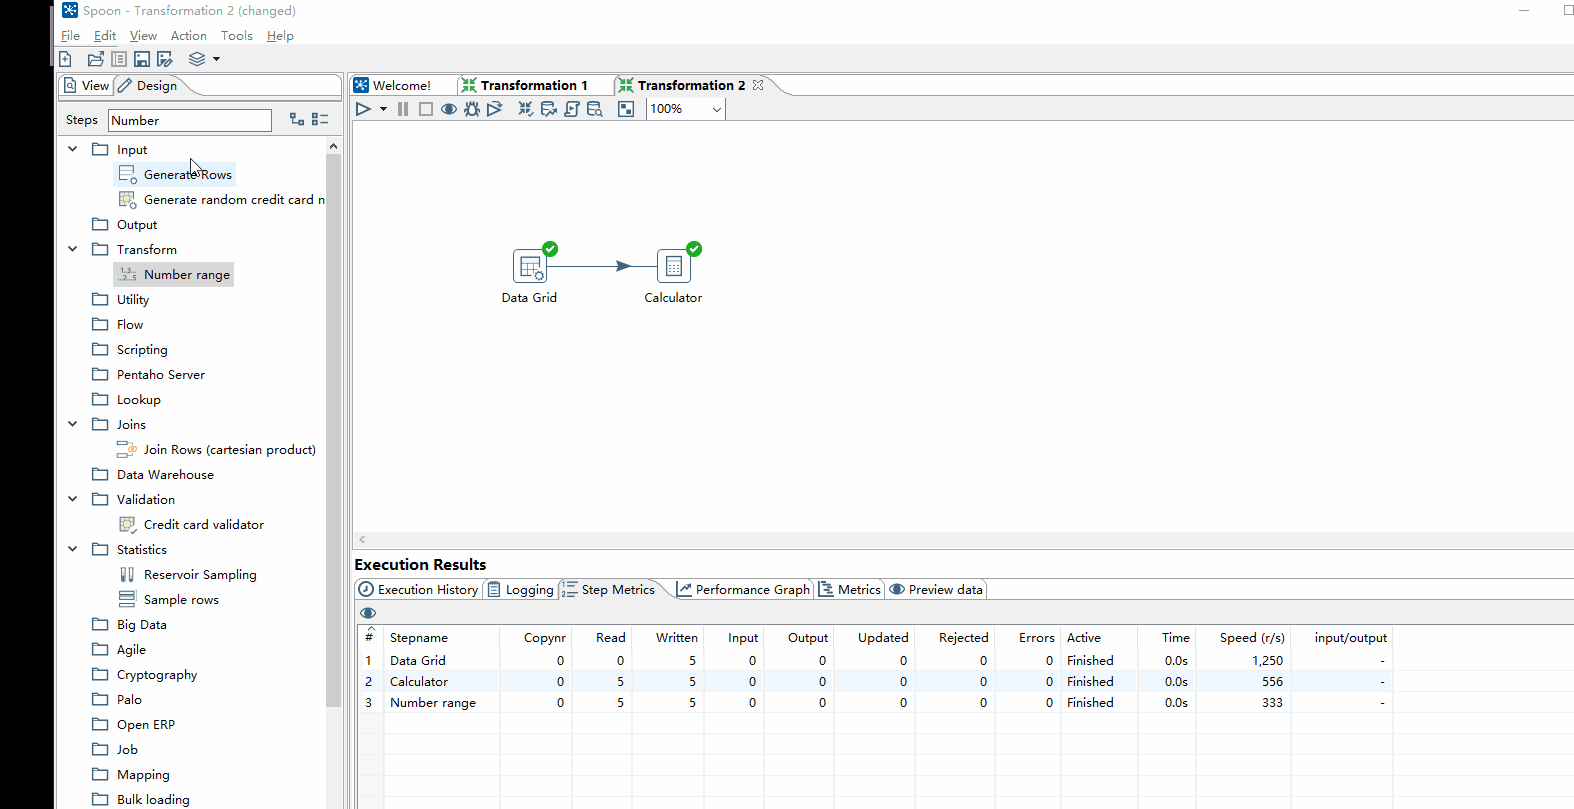 Spoon - Transformation 2 (changed)
File Edit View Action Tools Help
View Design
Steps Number
Input
Generate Rows
Generate random credit card n
Output
Transform
1.3... ...2...5 Number range
Utility
Flow
Scripting
Pentaho Server
Lookup
Joins
Join Rows (cartesian product)
Data Warehouse
Validation
Credit card validator
Statistics
Reservoir Sampling
Sample rows
Big Data
Agile
Cryptography
Palo
Open ERP
Job
Mapping
Bulk loading
Welcome! Transformation 1 Transformation 2
100%
Data Grid Calculator
Execution Results
Execution History Logging Step Metrics Performance Graph Metrics Preview data
# Stepname Copynr Read Written Input Output Updated Rejected Errors Active Time Speed (r/s) input/output
1 Data Grid 0 0 5 0 0 0 0 0 Finished 0.0s 1,250 -
2 Calculator 0 5 5 0 0 0 0 0 Finished 0.0s 556 -
3 Number range 0 5 5 0 0 0 0 0 Finished 0.0s 333 -